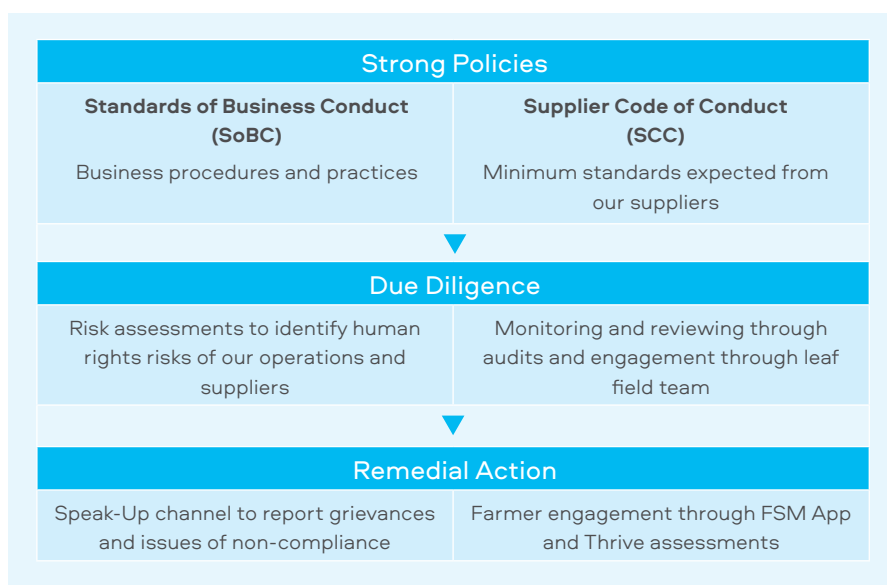 Strong Policies
Standards of Business Conduct
(SoBC)
Business procedures and practices
Supplier Code of Conduct
(SCC)
Minimum standards expected from
our suppliers
Due Diligence
Risk assessments to identify human
rights risks of our operations and
suppliers
Monitoring and reviewing through
audits and engagement through leaf
field team
Remedial Action
Speak-Up channel to report grievances
and issues of non-compliance
Farmer engagement through FSM App
and Thrive assessments